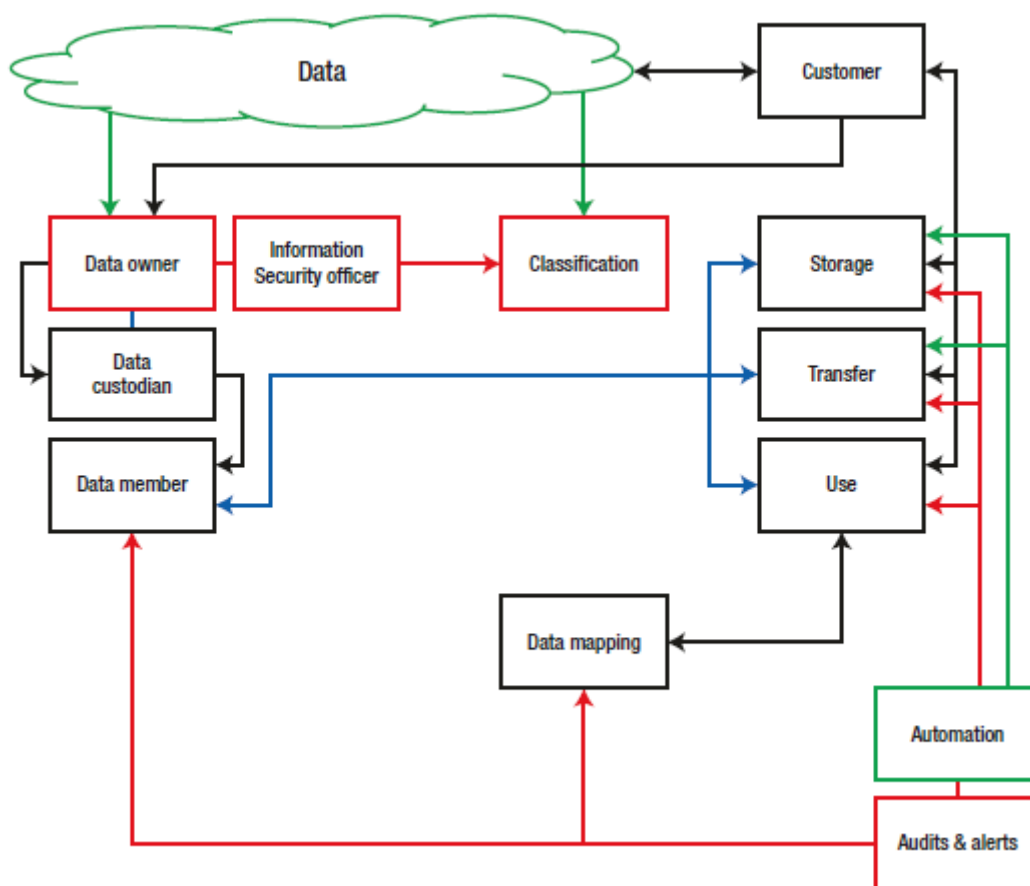 Data
Customer
Data owner
Information
Security officer
Classification
Storage
Data
custodian
Transfer
Data member
Use
Data mapping
Automation
Audits & alerts